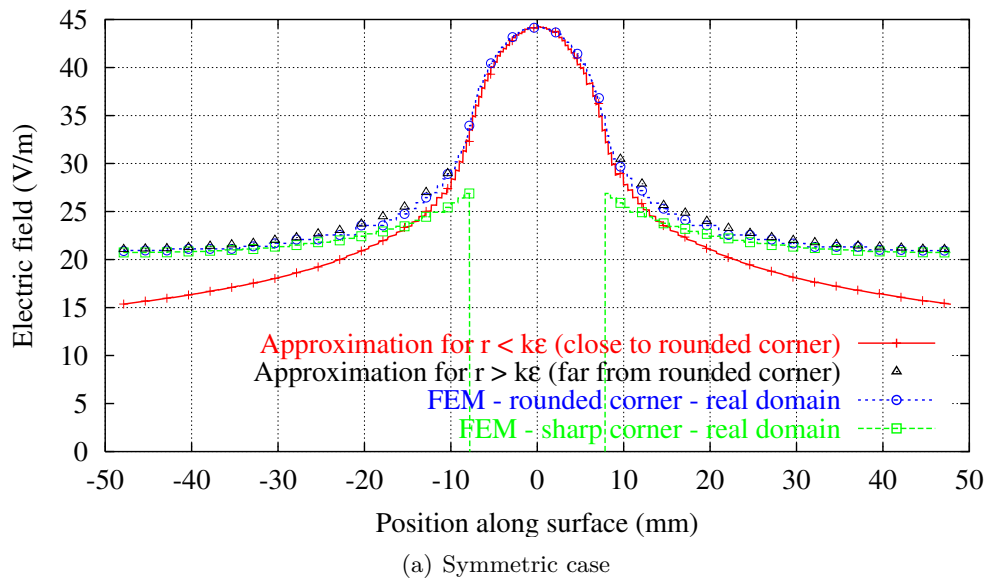 45
40
35
30
25
20
15
10
5
0
Electric field (V/m)
Approximation for r < kε (close to rounded corner)
Approximation for r > kε (far from rounded corner)
FEM - rounded corner - real domain
FEM - sharp corner - real domain
-50 -40 -30 -20 -10 0 10 20 30 40 50
Position along surface (mm)
(a) Symmetric case